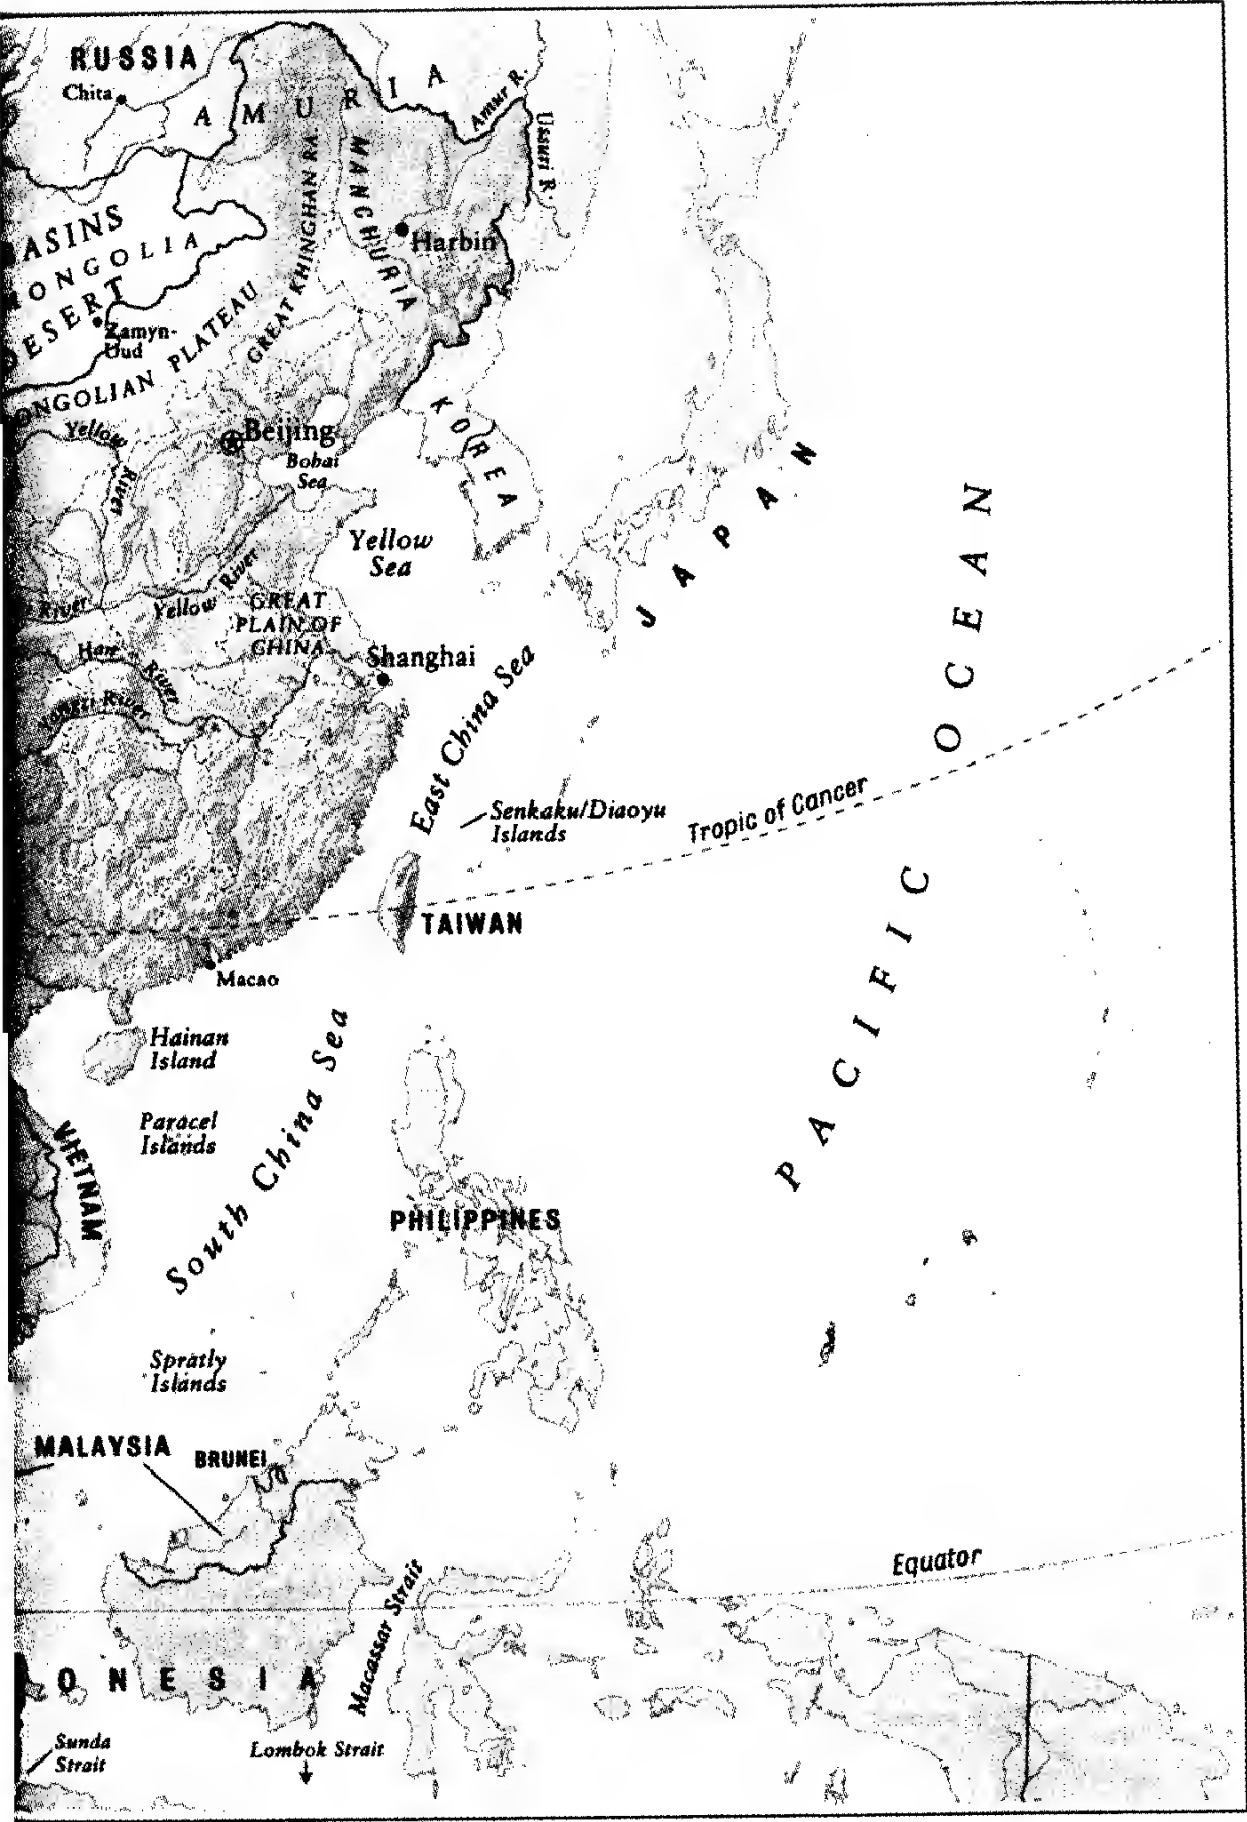 RUSSIA
Chita
AMURIA
Amur R.
Ussuri R.
MANCHURIA
GREAT KHINGHAN RA.
Harbin
ASINS
ONGOLIA
DESERT
Zamyn-
Uud
ONGOLIAN PLATEAU
KOREA
Yellow
River
Beijing
Bohai
Sea
JAPAN
Yellow
Sea
PACIFIC OCEAN
River
Yellow River
GREAT
PLAIN OF
CHINA
Han River
Shanghai
Yangzi River
East China Sea
Senkaku/Diaoyu
Islands
Tropic of Cancer
TAIWAN
Macao
Hainan
Island
South China Sea
Paracel
Islands
VIETNAM
PHILIPPINES
Spratly
Islands
MALAYSIA
BRUNEI
Equator
Macassar Strait
ONESIA
Sunda
Strait
Lombok Strait